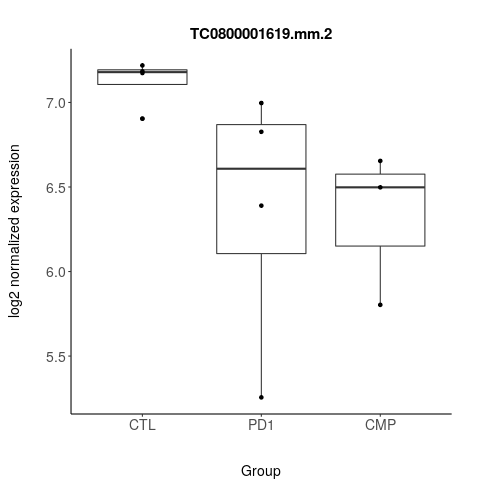 TC0800001619.mm.2
log2 normalized expression
7.0
6.5
6.0
5.5
CTL PD1 CMP
Group